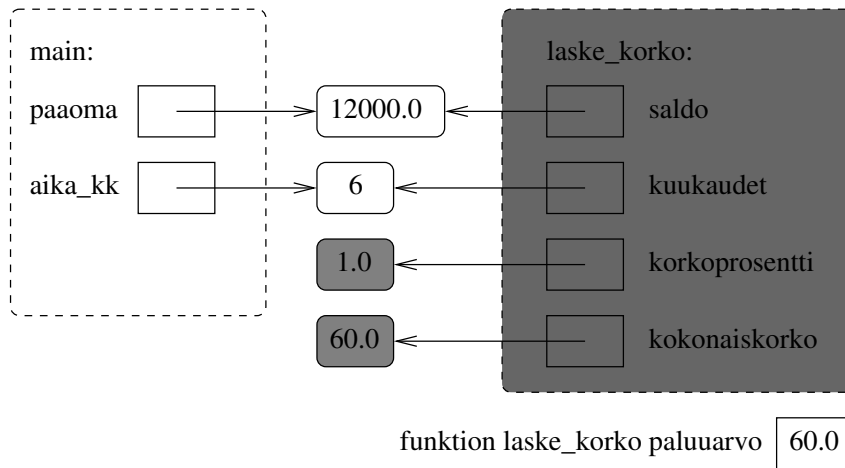 main: laske_korko:
paaoma 12000.0 saldo
aika_kk 6 kuukaudet
1.0 korkoprosentti
60.0 kokonaiskorko
funktion laske_korko paluuarvo 60.0